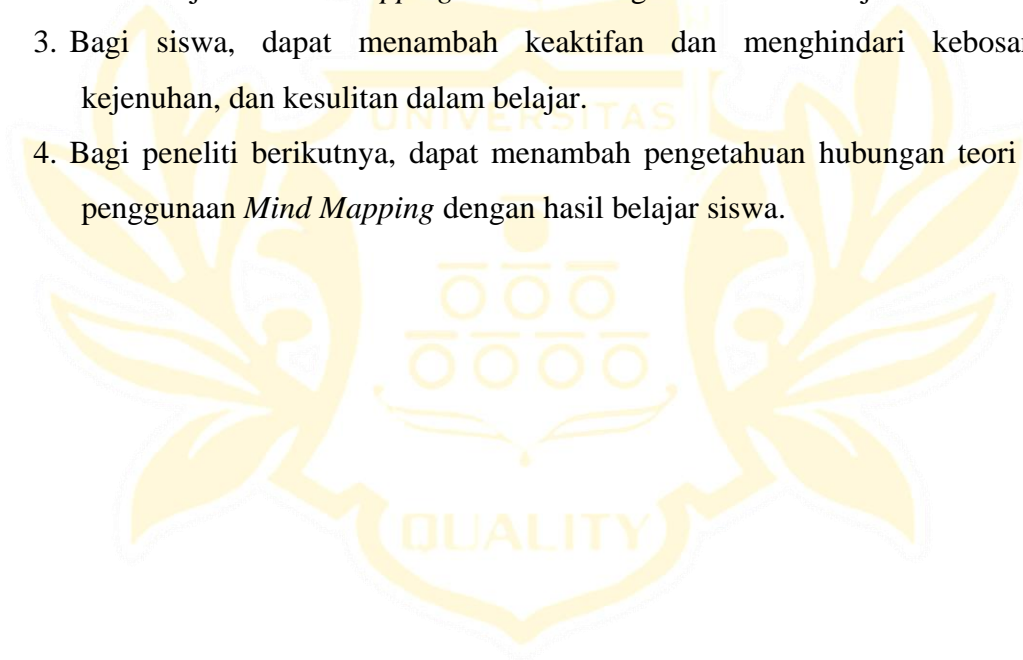 Mapping
3. Bagi siswa, dapat menambah keaktifan dan menghindari
kejenuhan, dan kesulitan dalam belajar.
UNIVERSITAS
4. Bagi peneliti berikutnya, dapat menambah pengetahuan hubungan teori
penggunaan Mind Mapping dengan hasil belajar siswa.
QUALITY